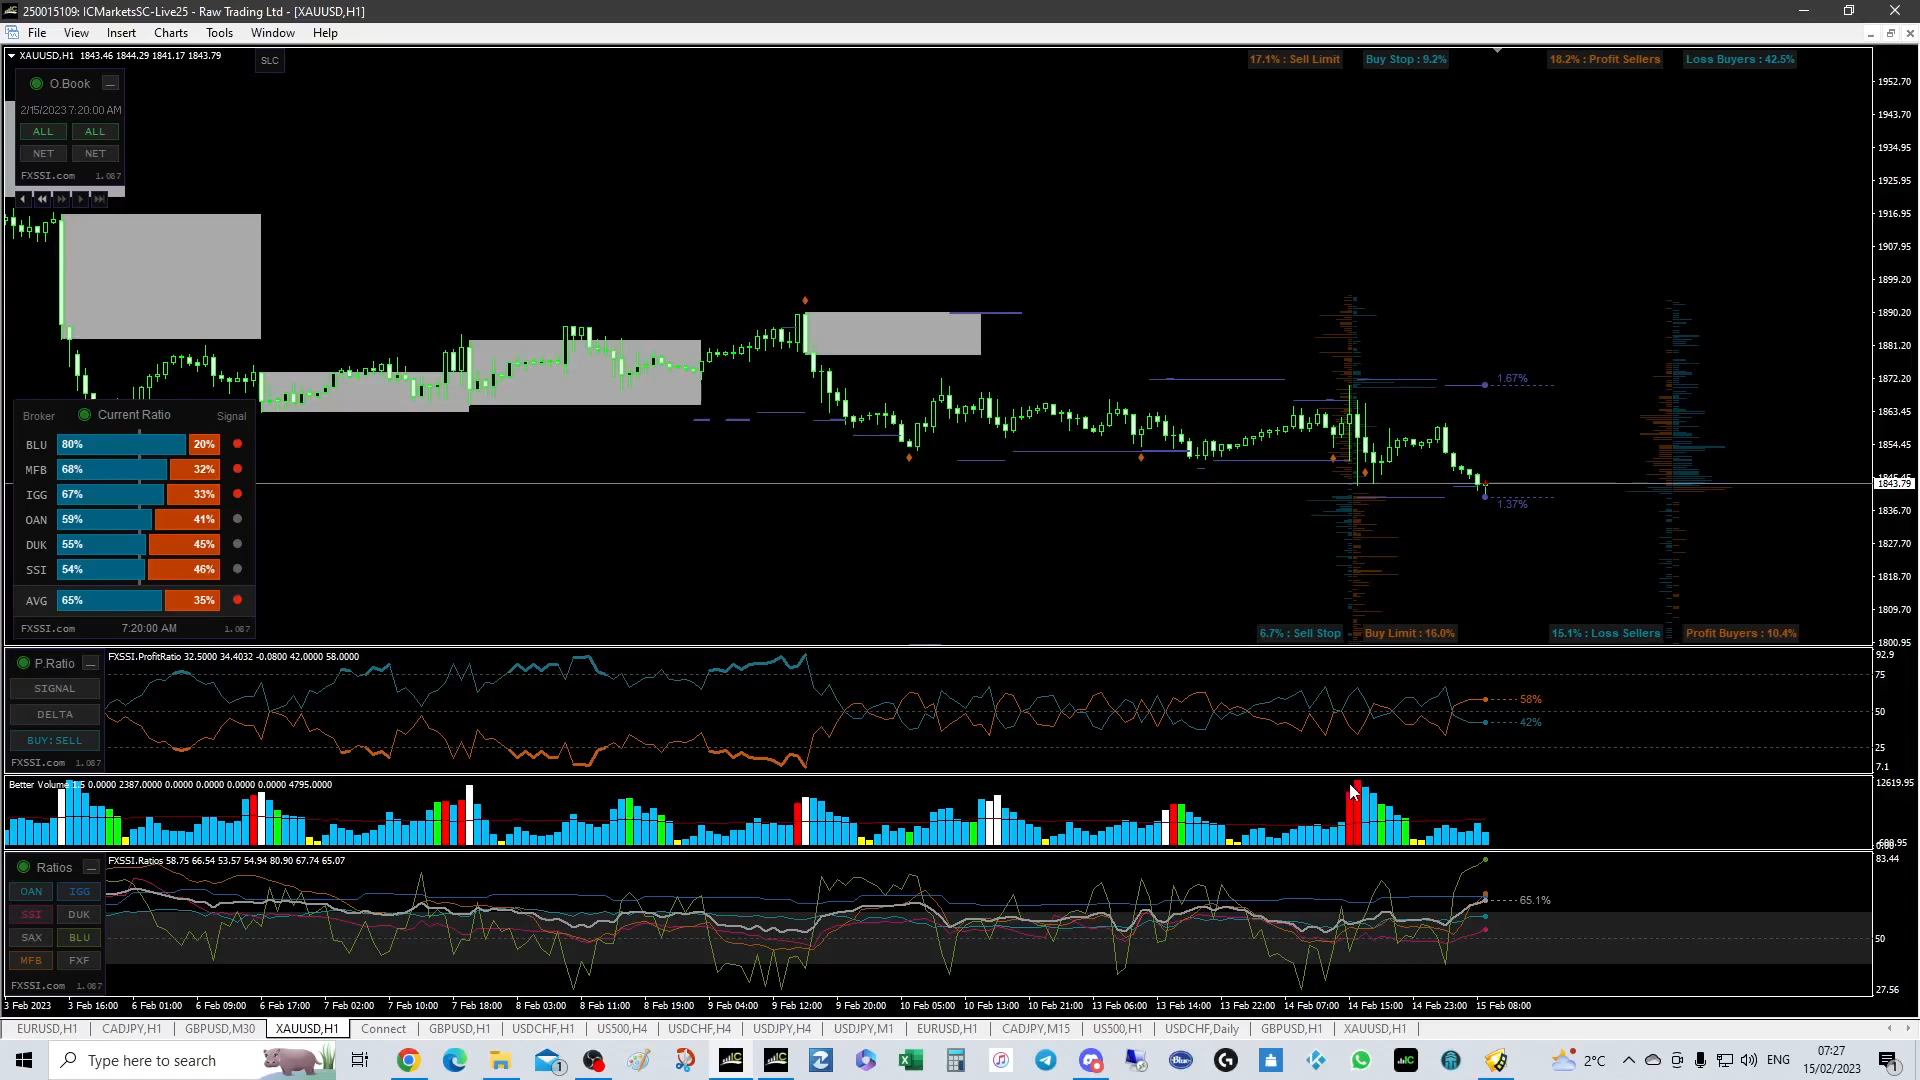 250015109: ICMarketsSC-Live25 - Raw Trading Ltd - [XAUUSD,H1]
File View Insert Charts Tools Window Help
XAUUSD,H1 1843.46 1844.29 1841.17 1843.79
SLC
17.1% : Sell Limit
Buy Stop : 9.2%
18.2% : Profit Sellers
Loss Buyers : 42.5%
O.Book
2/15/2023 7:20:00 AM
ALL ALL
NET NET
FXSSI.com 1.087
1952.70
1943.70
1934.95
1925.95
1916.95
1907.95
1899.20
1890.20
1881.20
1872.20
1863.45
1854.45
1843.79
1836.70
1827.70
1818.70
1809.70
1800.95
1.67%
1.37%
Broker Current Ratio Signal
BLU 80% 20%
MFB 68% 32%
IGG 67% 33%
OAN 59% 41%
DUK 55% 45%
SSI 54% 46%
AVG 65% 35%
FXSSI.com 7:20:00 AM 1.087
6.7% : Sell Stop
Buy Limit : 16.0%
15.1% : Loss Sellers
Profit Buyers : 10.4%
P.Ratio
FXSSI.ProfitRatio 32.5000 34.4032 -0.0800 42.0000 58.0000
SIGNAL
DELTA
BUY:SELL
FXSSI.com 1.087
58%
42%
92.9
75
50
25
7.1
Better Volume 1.5 0.0000 2387.0000 0.0000 0.0000 0.0000 0.0000 4795.0000
12619.95
Ratios
FXSSI.Ratios 58.75 66.54 53.57 54.94 80.90 67.74 65.07
OAN IGG
SSI DUK
SAX BLU
MFB FXF
FXSSI.com 1.087
65.1%
83.44
50
27.56
3 Feb 2023 3 Feb 16:00 6 Feb 01:00 6 Feb 09:00 6 Feb 17:00 7 Feb 02:00 7 Feb 10:00 7 Feb 18:00 8 Feb 03:00 8 Feb 11:00 8 Feb 19:00 9 Feb 04:00 9 Feb 12:00 9 Feb 20:00 10 Feb 05:00 10 Feb 13:00 10 Feb 21:00 13 Feb 06:00 13 Feb 14:00 13 Feb 22:00 14 Feb 07:00 14 Feb 15:00 14 Feb 23:00 15 Feb 08:00
EURUSD,H1 CADJPY,H1 GBPUSD,M30 XAUUSD,H1 Connect GBPUSD,H1 USDCHF,H1 US500,H4 USDCHF,H4 USDJPY,H4 USDJPY,M1 EURUSD,H1 CADJPY,M15 US500,H1 USDCHF,Daily GBPUSD,H1 XAUUSD,H1
Type here to search
2°C
ENG
07:27
15/02/2023